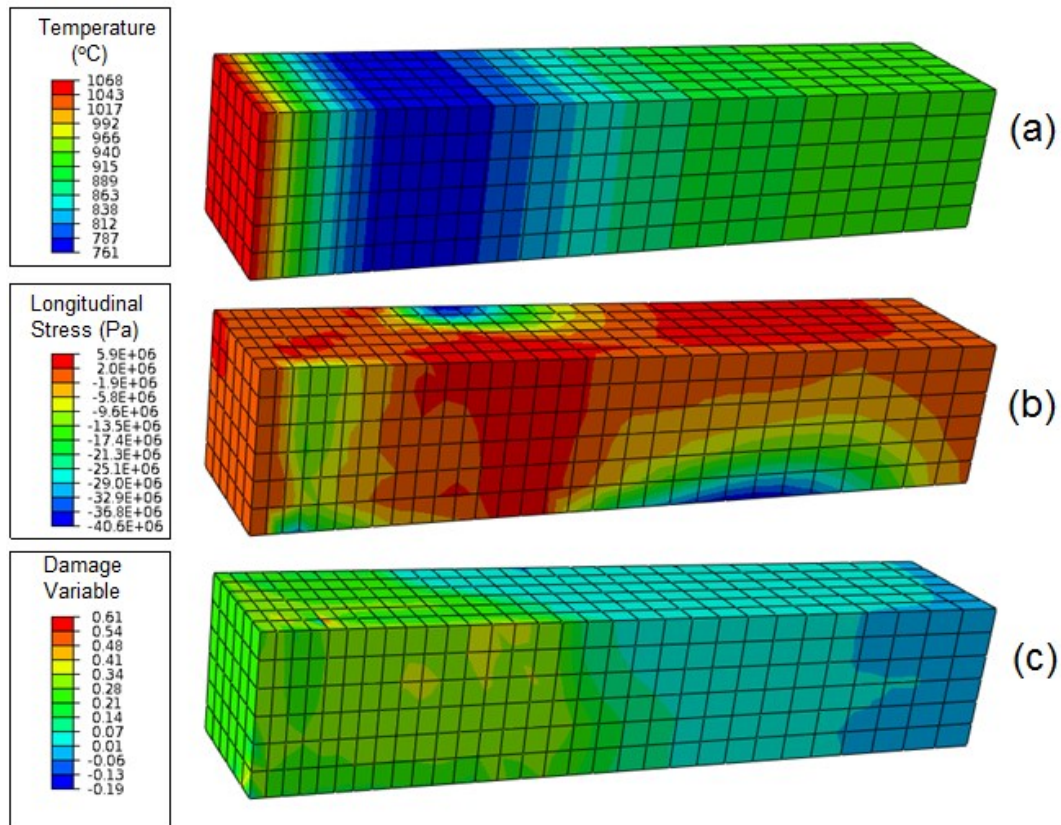 Temperature
(ºC)
1068
1043
1017
992
966
940
915
889
863
838
812
787
761
(a)
Longitudinal
Stress (Pa)
5.9E+06
2.0E+06
-1.9E+06
-5.8E+06
-9.6E+06
-13.5E+06
-17.4E+06
-21.3E+06
-25.1E+06
-29.0E+06
-32.9E+06
-36.8E+06
-40.6E+06
(b)
Damage
Variable
0.61
0.54
0.48
0.41
0.34
0.28
0.21
0.14
0.07
0.01
-0.06
-0.13
-0.19
(c)